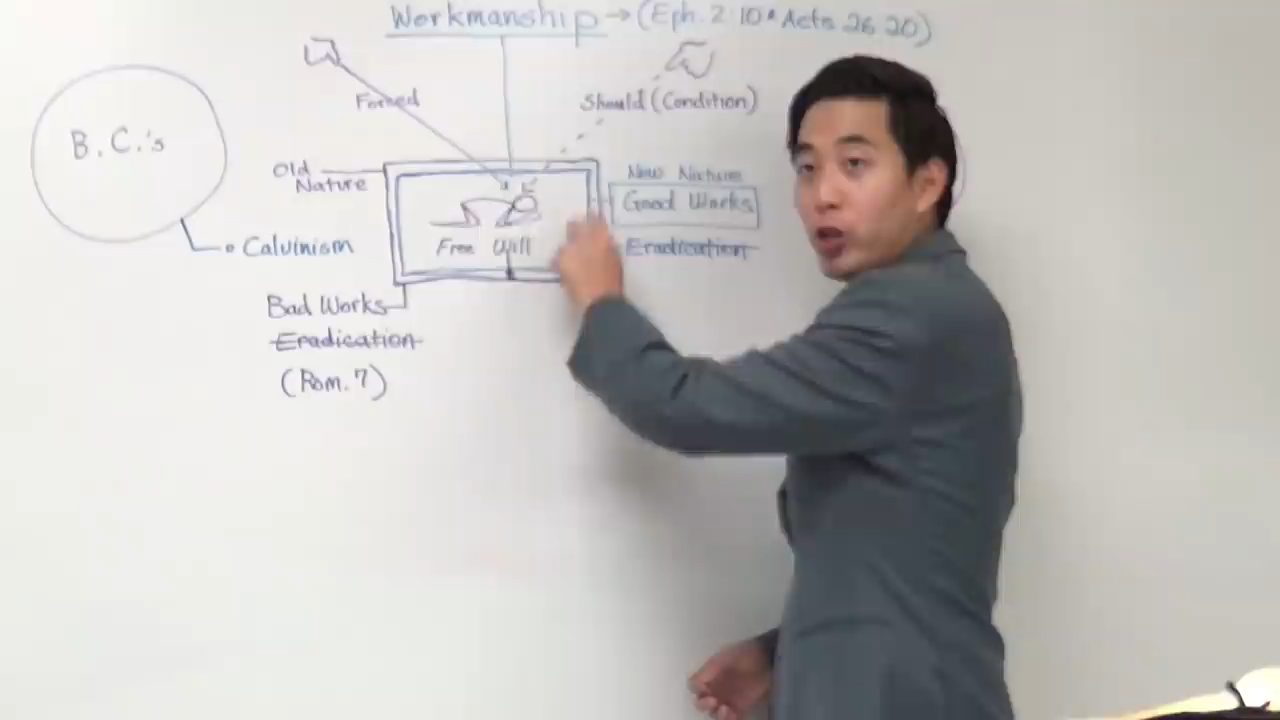 Workmanship → (Eph. 2:10 * Acts 26:20)
Forced
Should (Condition)
B.C.'s
Old
Nature
New Nature
Good Works
Free Will
Eradication
• Calvinism
Bad Works
Eradication
(Rom. 7)